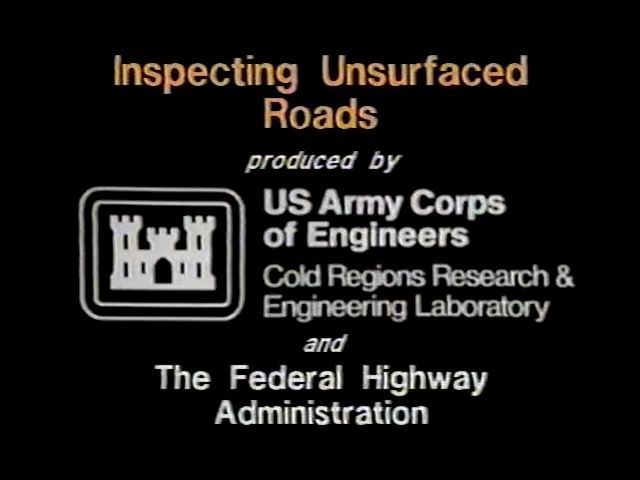 Inspecting Unsurfaced
Roads
produced by
US Army Corps
of Engineers
Cold Regions Research &
Engineering Laboratory
and
The Federal Highway
Administration